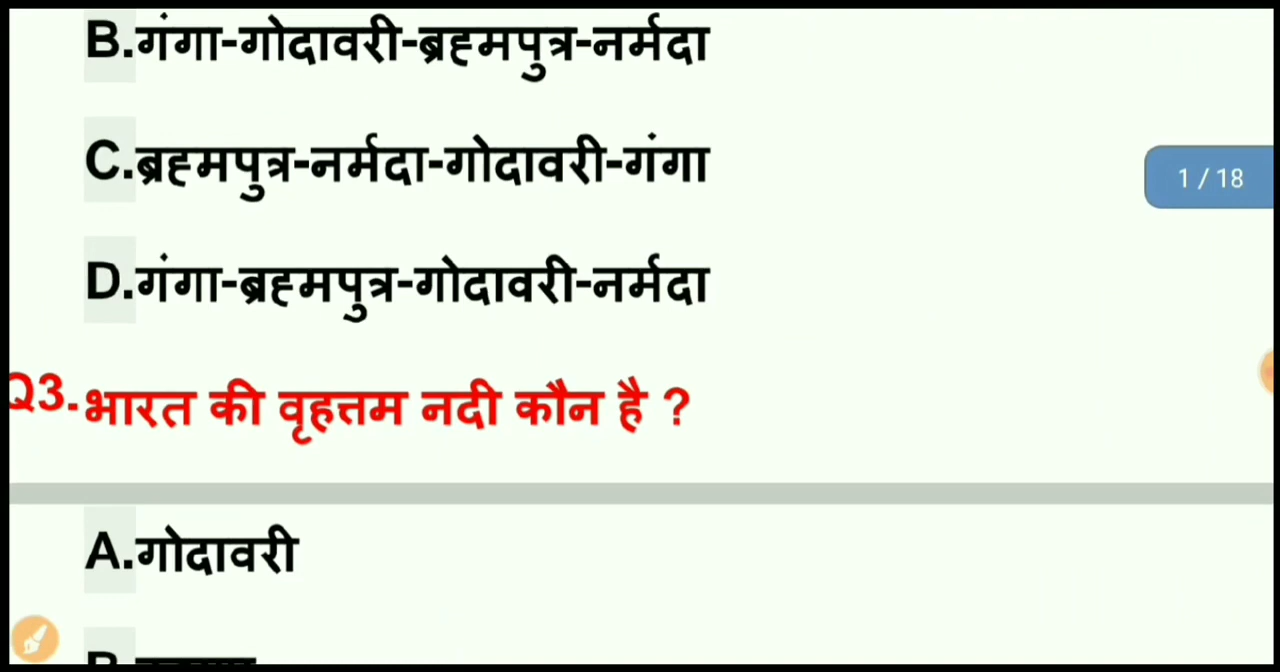 B.गंगा-गोदावरी-ब्रह्मपुत्र-नर्मदा
C.ब्रह्मपुत्र-नर्मदा-गोदावरी-गंगा
1 / 18
D.गंगा-ब्रह्मपुत्र-गोदावरी-नर्मदा
Q3.भारत की वृहत्तम नदी कौन है ?
A.गोदावरी